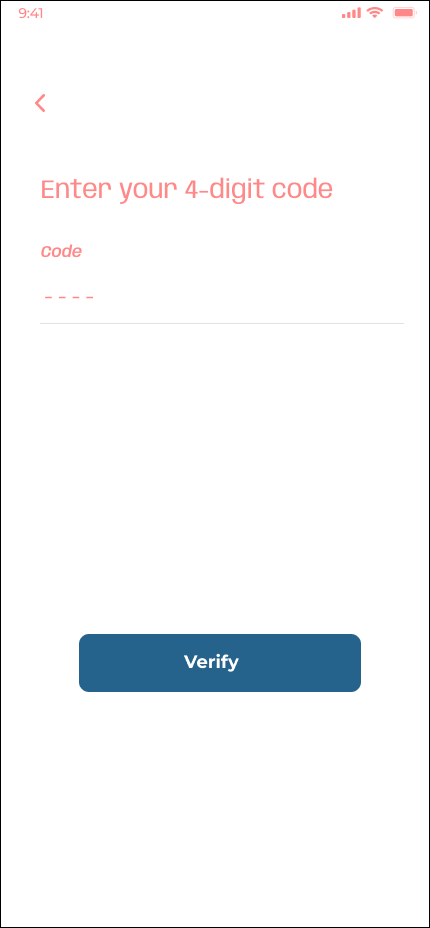 9:41
Enter your 4-digit code
Code
- - - -
Verify